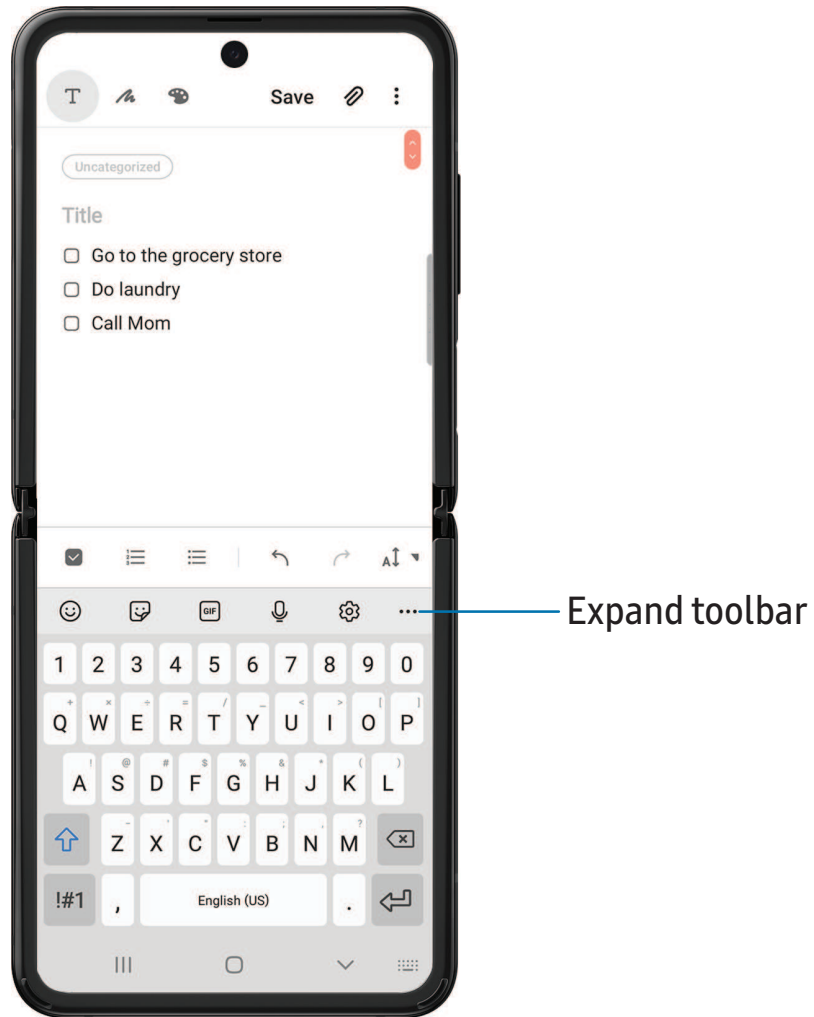 T Save
Uncategorized
Title
Go to the grocery store
Do laundry
Call Mom
A
GIF
Expand toolbar
1 2 3 4 5 6 7 8 9 0
+ × ÷ = / _ < > [ ]
Q W E R T Y U I O P
! @ # $ % & * ( )
A S D F G H J K L
- ' " : ; , ?
Z X C V B N M
!#1 , English (US) .